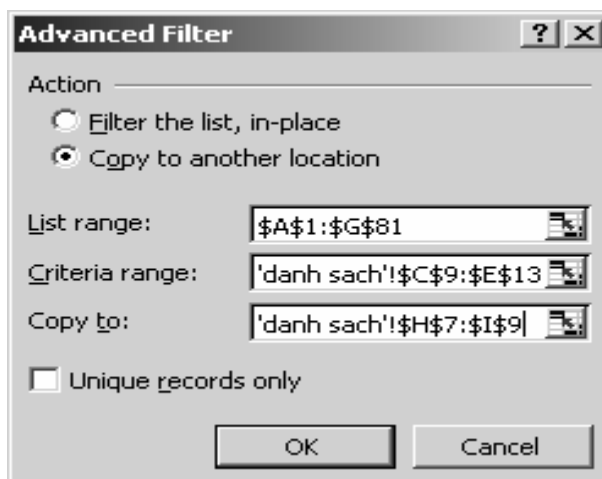 Advanced Filter
Action
Filter the list, in-place
Copy to another location
List range: $A$1:$G$81
Criteria range: 'danh sach'!$C$9:$E$13
Copy to: 'danh sach'!$H$7:$I$9
Unique records only
OK Cancel